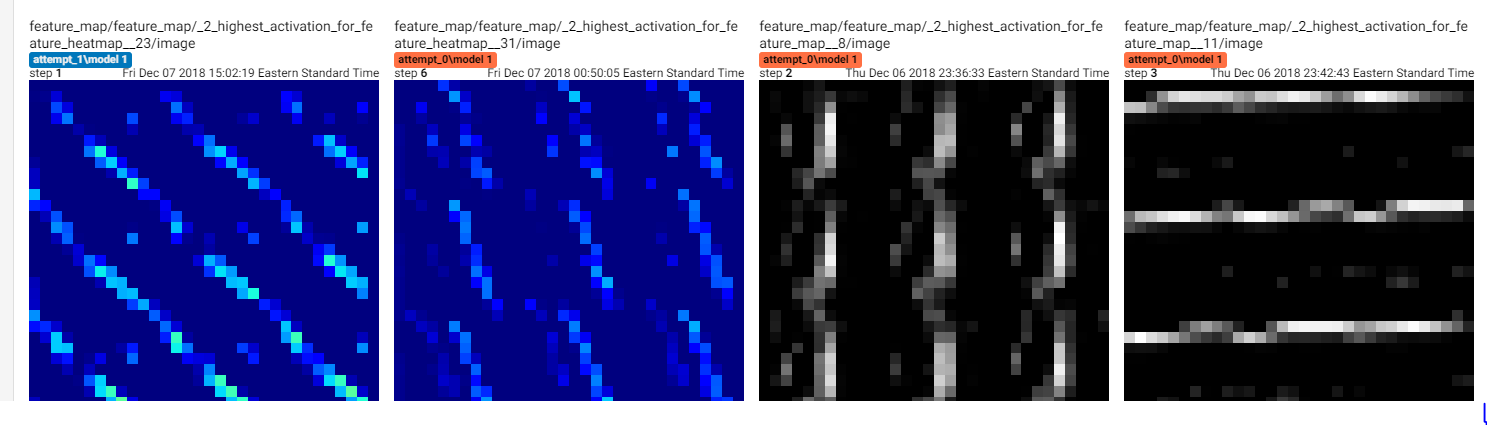 feature_map/feature_map/_2_highest_activation_for_fe
ature_heatmap__23/image
attempt_1\model 1
step 1 Fri Dec 07 2018 15:02:19 Eastern Standard Time
feature_map/feature_map/_2_highest_activation_for_fe
ature_heatmap__31/image
attempt_0\model 1
step 6 Fri Dec 07 2018 00:50:05 Eastern Standard Time
feature_map/feature_map/_2_highest_activation_for_fe
ature_map__8/image
attempt_0\model 1
step 2 Thu Dec 06 2018 23:36:33 Eastern Standard Time
feature_map/feature_map/_2_highest_activation_for_fe
ature_map__11/image
attempt_0\model 1
step 3 Thu Dec 06 2018 23:42:43 Eastern Standard Time